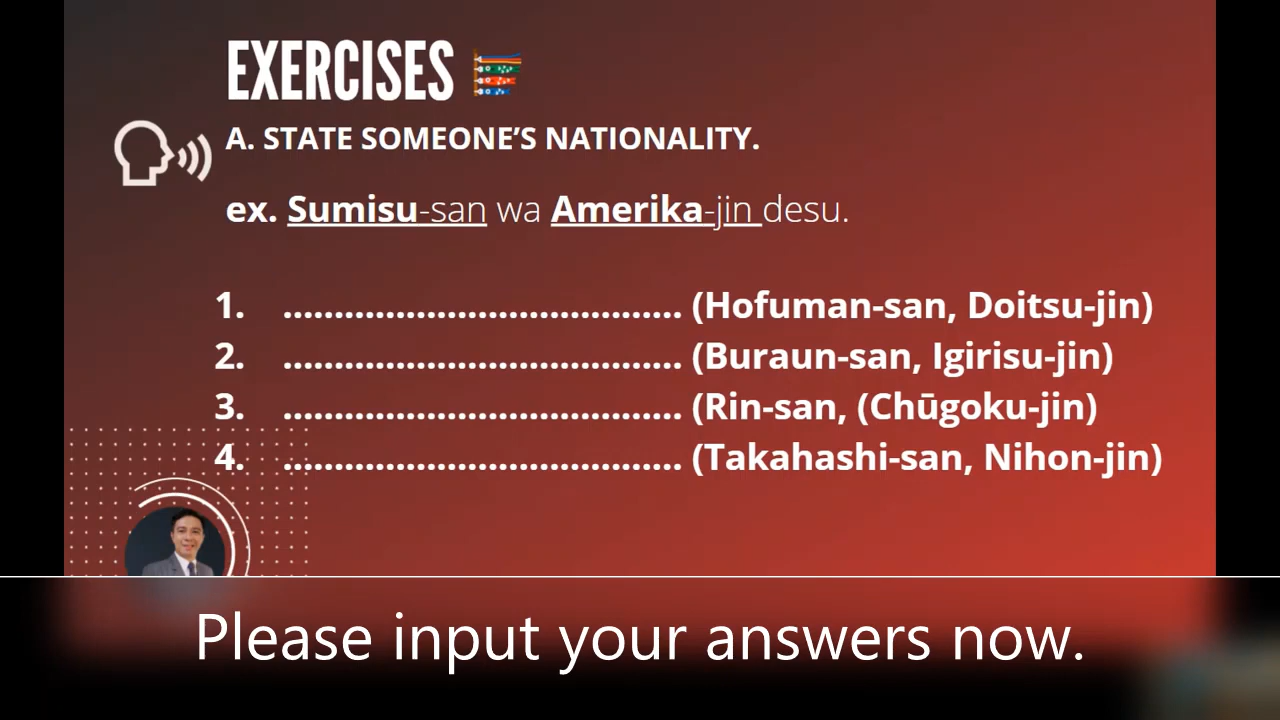 EXERCISES
A. STATE SOMEONE’S NATIONALITY.
ex. Sumisu-san wa Amerika-jin desu.
1. ....................................... (Hofuman-san, Doitsu-jin)
2. ....................................... (Buraun-san, Igirisu-jin)
3. ....................................... (Rin-san, (Chūgoku-jin)
4. ....................................... (Takahashi-san, Nihon-jin)
Please input your answers now.